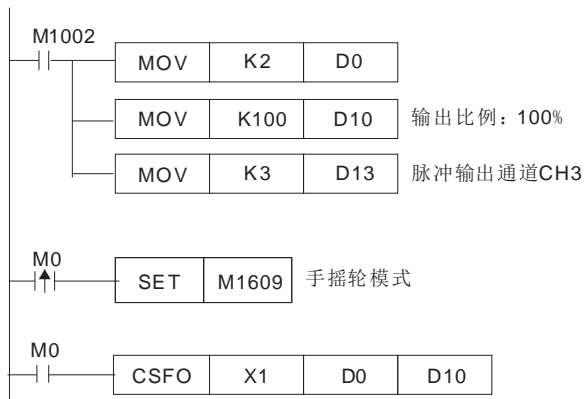 M1002
MOV K2 D0
MOV K100 D10 输出比例：100%
MOV K3 D13 脉冲输出通道CH3
M0
SET M1609 手摇轮模式
M0
CSFO X1 D0 D10